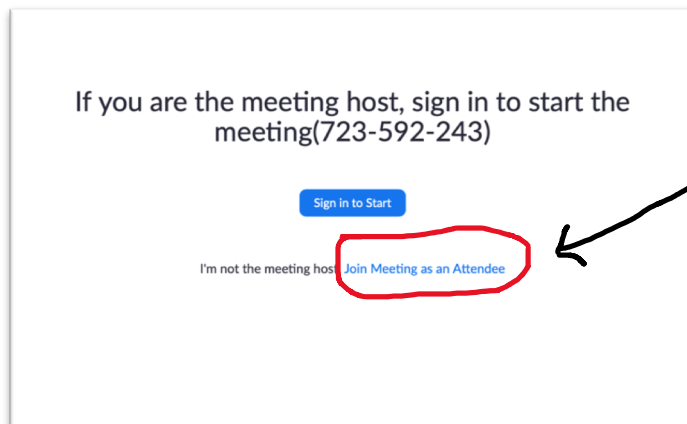 If you are the meeting host, sign in to start the
meeting(723-592-243)
Sign in to Start
I'm not the meeting host Join Meeting as an Attendee